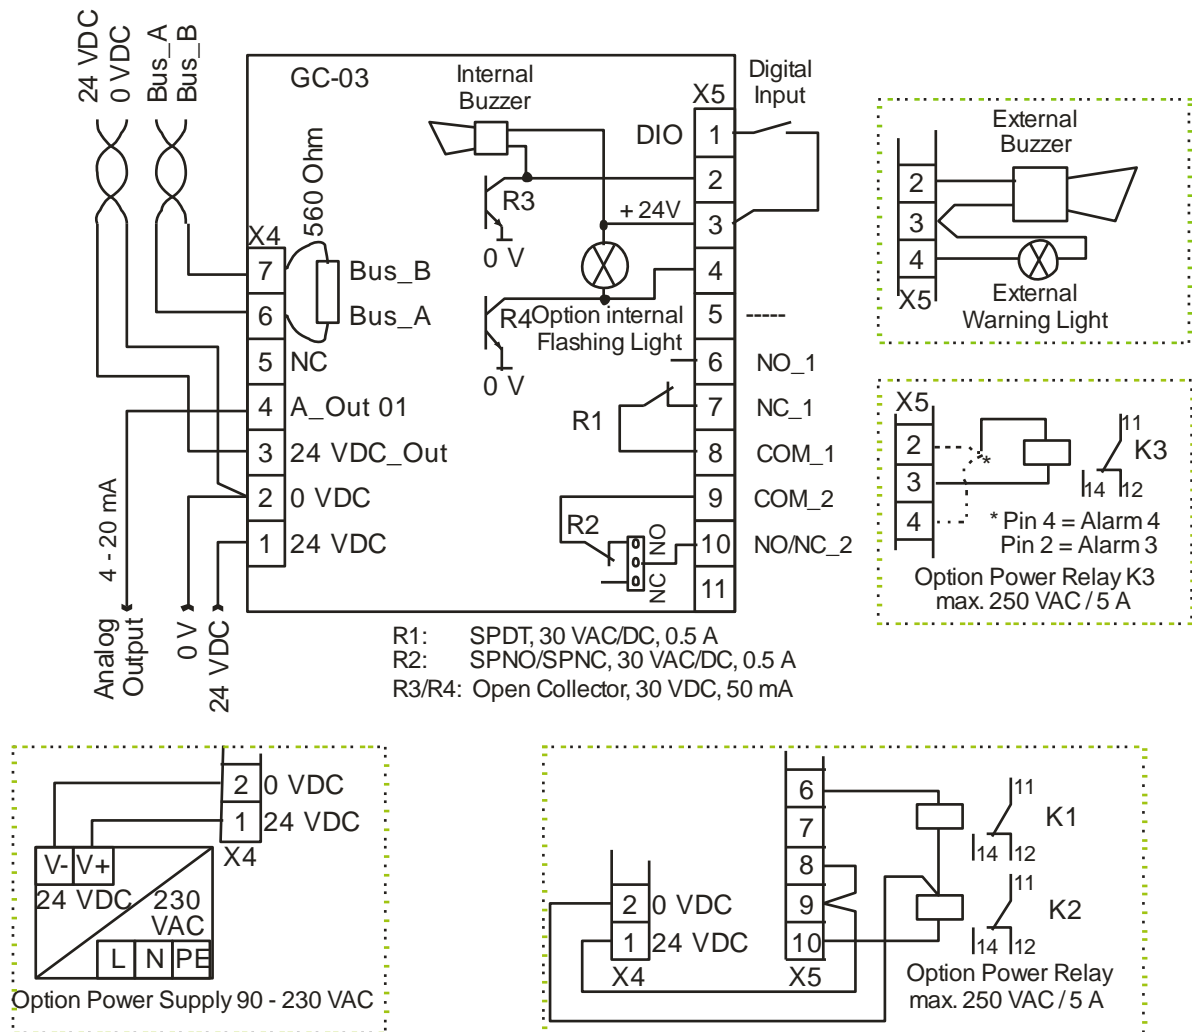 24 VDC
0 VDC
Bus_A
Bus_B
GC-03
Internal
Buzzer
X5
Digital
Input
DIO
1
2
+ 24V
3
4
5
-----
6
NO_1
7
NC_1
8
COM_1
9
COM_2
10
NO/NC_2
11
R3
0 V
R4
0 V
Option internal
Flashing Light
R1
R2
NO
NC
560 Ohm
X4
7
Bus_B
6
Bus_A
5
NC
4
A_Out 01
3
24 VDC_Out
2
0 VDC
1
24 VDC
4 - 20 mA
Analog
Output
0 V
24 VDC
R1: SPDT, 30 VAC/DC, 0.5 A
R2: SPNO/SPNC, 30 VAC/DC, 0.5 A
R3/R4: Open Collector, 30 VDC, 50 mA
External
Buzzer
2
3
4
X5
External
Warning Light
X5
2
3
4
*
11
K3
14
12
* Pin 4 = Alarm 4
Pin 2 = Alarm 3
Option Power Relay K3
max. 250 VAC / 5 A
2
0 VDC
1
24 VDC
X4
V-
V+
24 VDC
230
VAC
L
N
PE
Option Power Supply 90 - 230 VAC
6
7
8
9
10
X5
2
0 VDC
1
24 VDC
X4
11
K1
14
12
11
K2
14
12
Option Power Relay
max. 250 VAC / 5 A